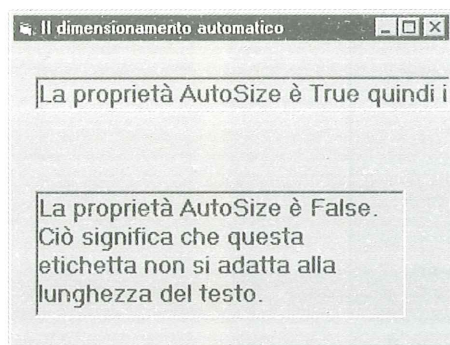 Il dimensionamento automatico
La proprietà AutoSize è True quindi i
La proprietà AutoSize è False.
Ciò significa che questa
etichetta non si adatta alla
lunghezza del testo.